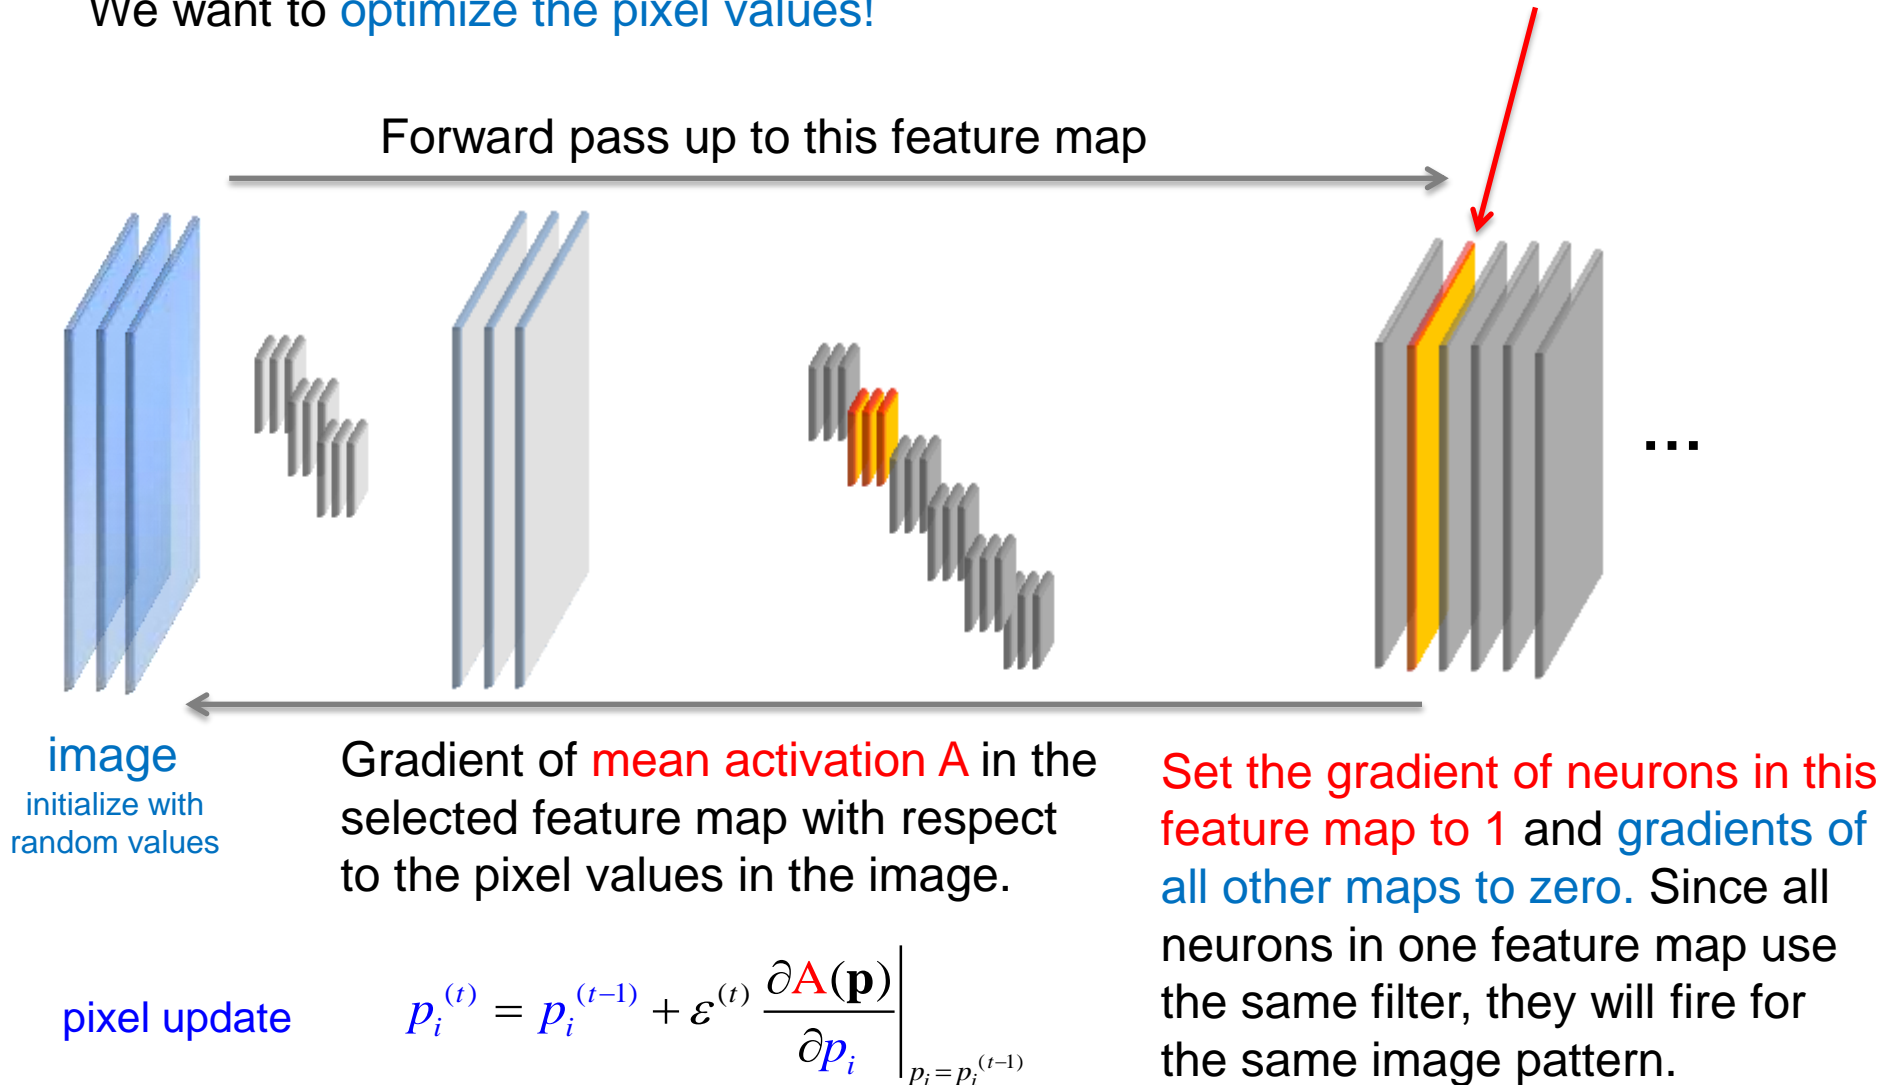 We want to optimize the pixel values!
Forward pass up to this feature map
...
image
initialize with
random values
Gradient of mean activation A in the
selected feature map with respect
to the pixel values in the image.
Set the gradient of neurons in this
feature map to 1 and gradients of
all other maps to zero. Since all
neurons in one feature map use
the same filter, they will fire for
the same image pattern.
pixel update
p_i^{(t)} = p_i^{(t-1)} + ε^{(t)} ∂A(𝐩)/∂p_i |_{p_i = p_i^{(t-1)}}